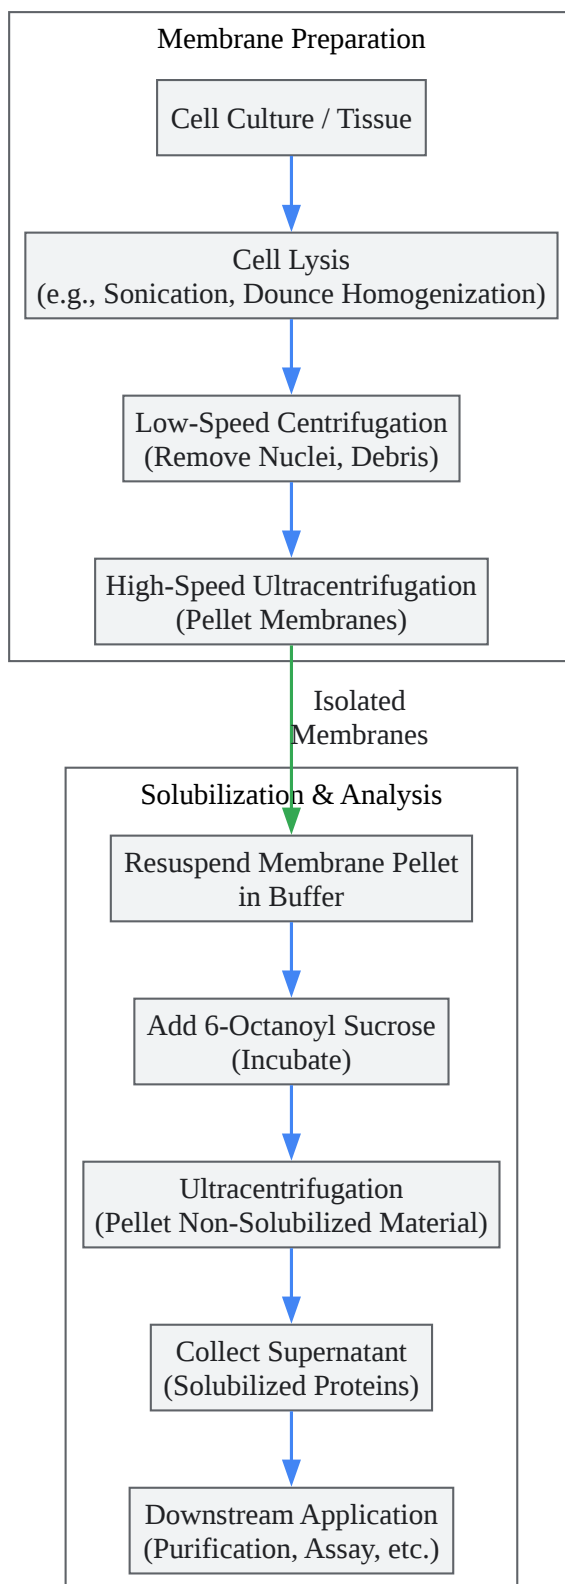 Membrane Preparation
Cell Culture / Tissue
Cell Lysis
(e.g., Sonication, Dounce Homogenization)
Low-Speed Centrifugation
(Remove Nuclei, Debris)
High-Speed Ultracentrifugation
(Pellet Membranes)
Isolated
Membranes
Solubilization & Analysis
Resuspend Membrane Pellet
in Buffer
Add 6-Octanoyl Sucrose
(Incubate)
Ultracentrifugation
(Pellet Non-Solubilized Material)
Collect Supernatant
(Solubilized Proteins)
Downstream Application
(Purification, Assay, etc.)